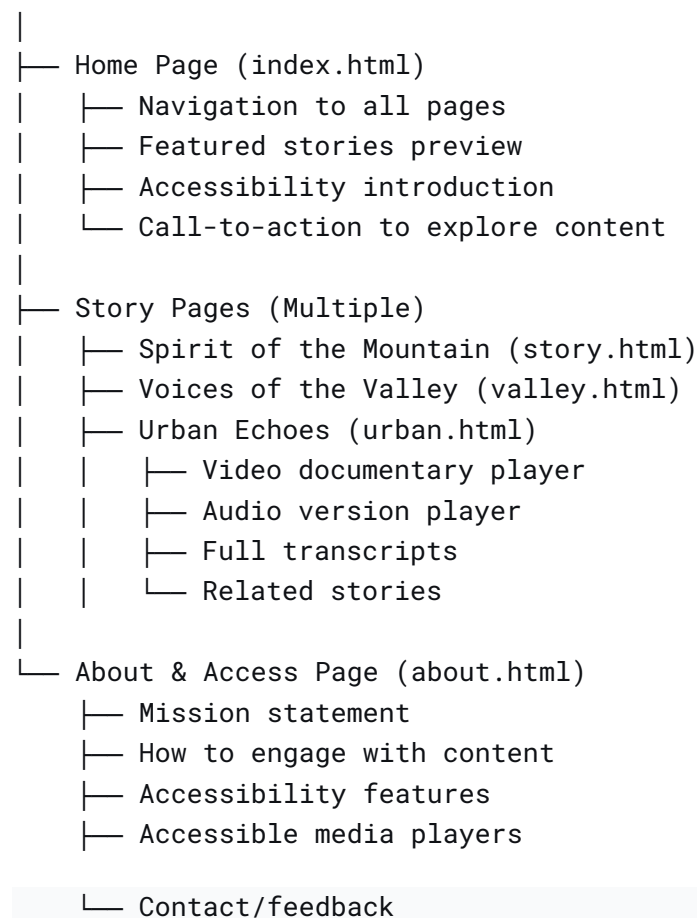 │
├── Home Page (index.html)
│   ├── Navigation to all pages
│   ├── Featured stories preview
│   ├── Accessibility introduction
│   └── Call-to-action to explore content
│
├── Story Pages (Multiple)
│   ├── Spirit of the Mountain (story.html)
│   ├── Voices of the Valley (valley.html)
│   ├── Urban Echoes (urban.html)
│   │   ├── Video documentary player
│   │   ├── Audio version player
│   │   ├── Full transcripts
│   │   └── Related stories
│
└── About & Access Page (about.html)
    ├── Mission statement
    ├── How to engage with content
    ├── Accessibility features
    ├── Accessible media players
    └── Contact/feedback